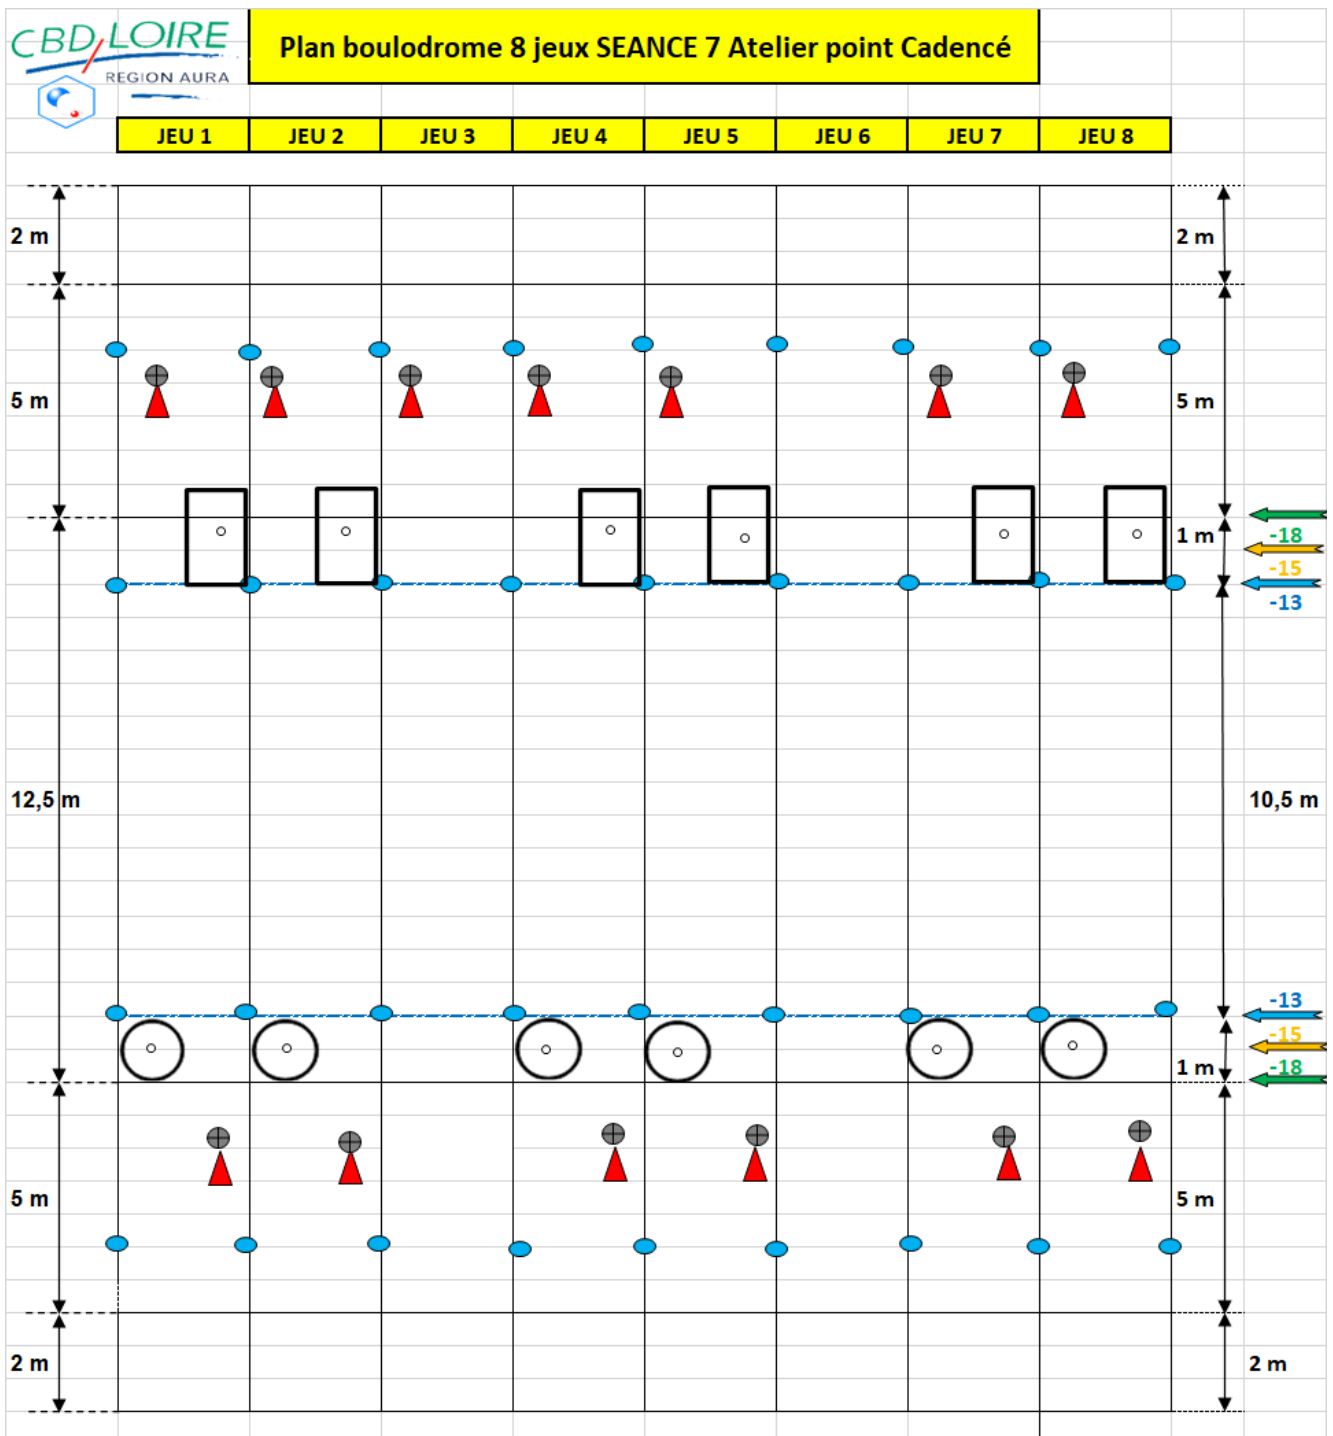 CBD/LOIRE
REGION AURA
Plan boulodrome 8 jeux SEANCE 7 Atelier point Cadencé
JEU 1 JEU 2 JEU 3 JEU 4 JEU 5 JEU 6 JEU 7 JEU 8
2 m 2 m
5 m 5 m
1 m -18
-15
-13
12,5 m 10,5 m
-13
-15
1 m -18
5 m 5 m
2 m 2 m